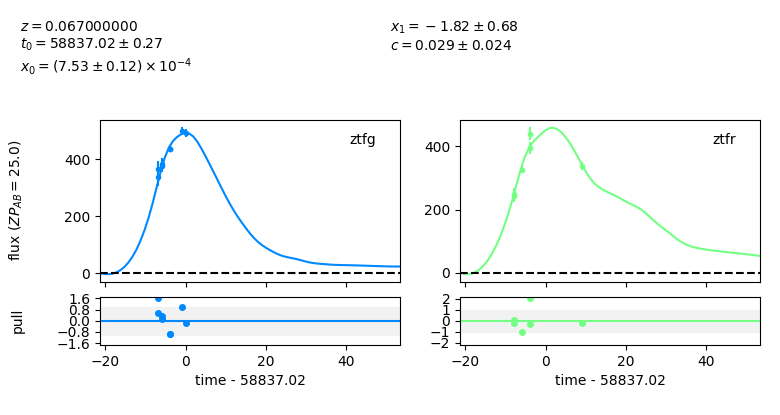 z = 0.067000000
t₀ = 58837.02 ± 0.27
x₀ = (7.53 ± 0.12) × 10⁻⁴
x₁ = −1.82 ± 0.68
c = 0.029 ± 0.024
flux (ZP_AB = 25.0)
400
200
0
ztfg
400
200
0
ztfr
pull
1.6
0.8
0.0
−0.8
−1.6
2
1
0
−1
−2
−20 0 20 40
time - 58837.02
−20 0 20 40
time - 58837.02